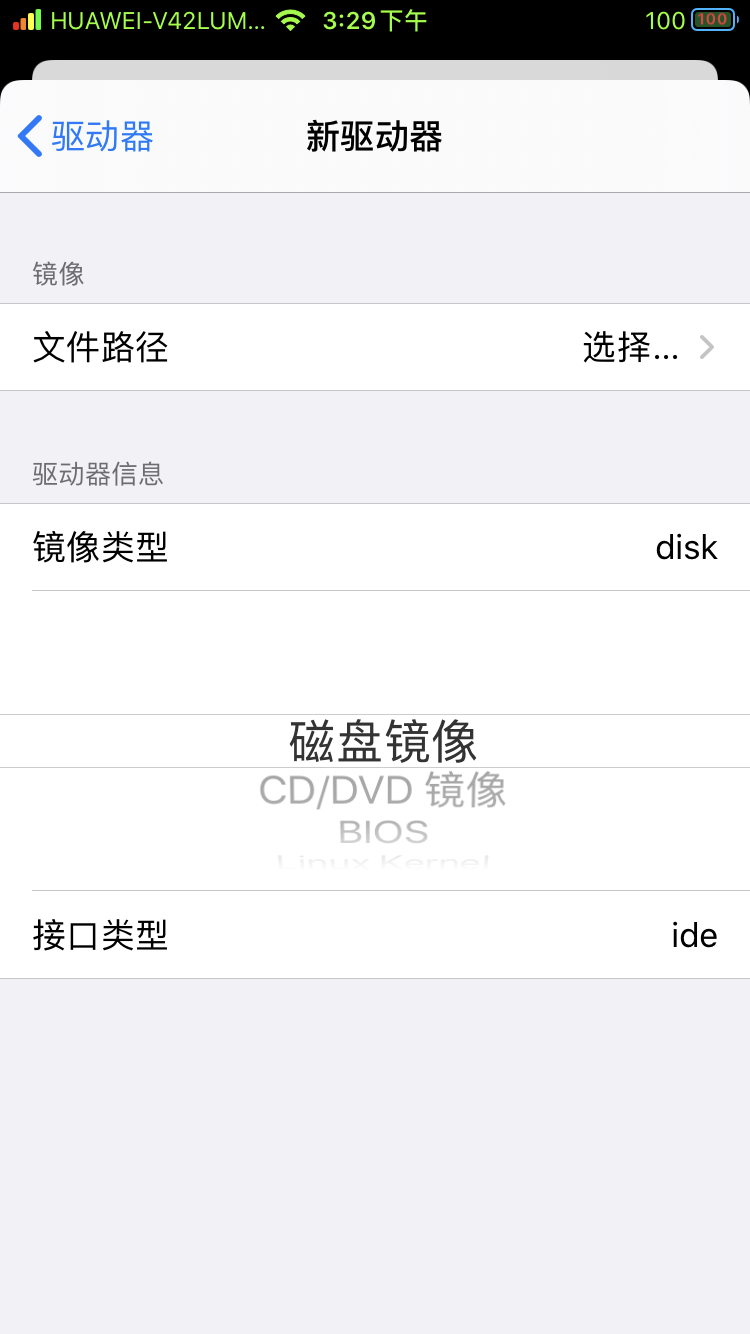 HUAWEI-V42LUM... 3:29下午 100 100
驱动器 新驱动器
镜像
文件路径 选择...
驱动器信息
镜像类型 disk
磁盘镜像
CD/DVD 镜像
BIOS
Linux Kernel
接口类型 ide